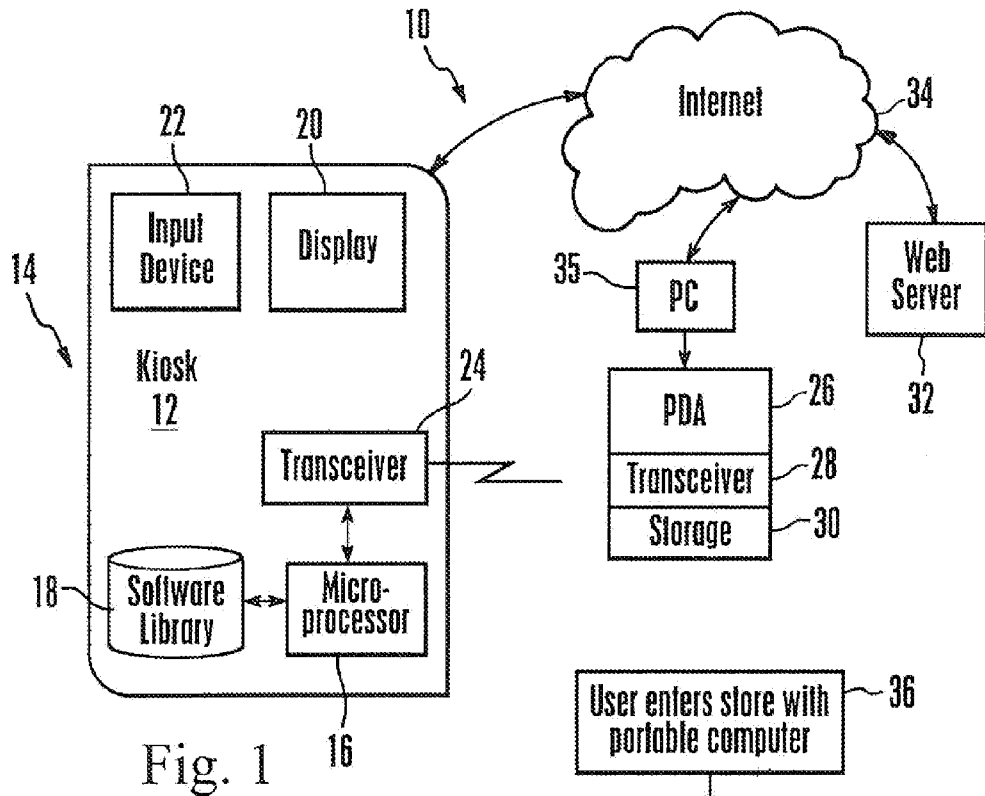 10
Internet
34
22
20
Input
Device
Display
14
35
PC
Web
Server
32
Kiosk
12
24
Transceiver
PDA
26
Transceiver
28
Storage
30
18
Software
Library
Micro-
processor
16
User enters store with
portable computer
36
Fig. 1